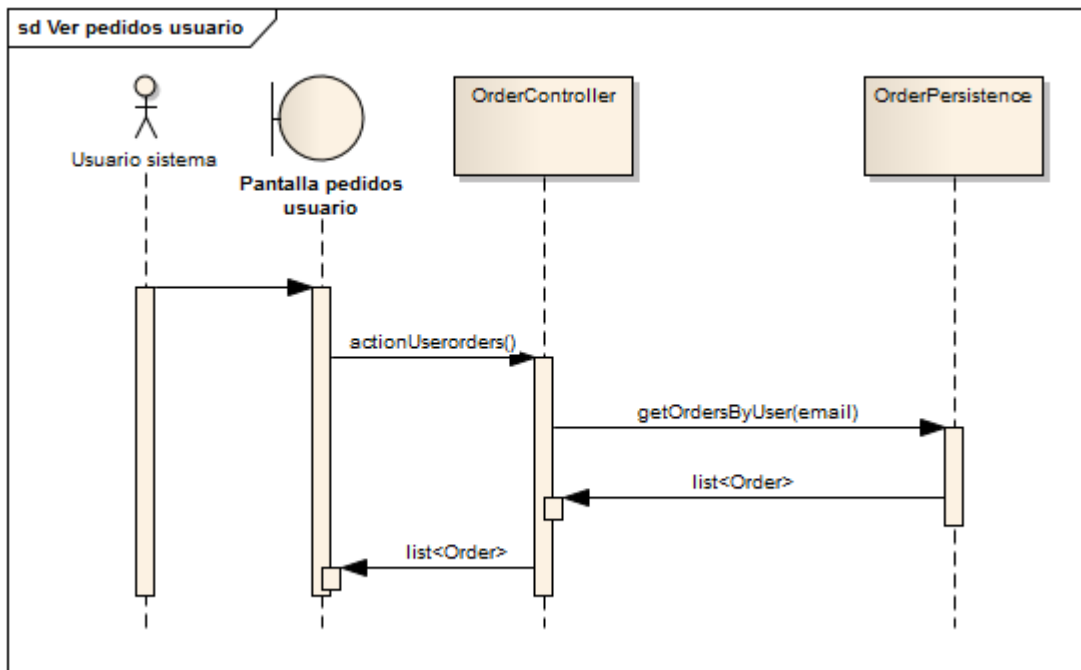 sd Ver pedidos usuario
OrderController
OrderPersistence
Usuario sistema
Pantalla pedidos
usuario
actionUserorders()
getOrdersByUser(email)
list<Order>
list<Order>